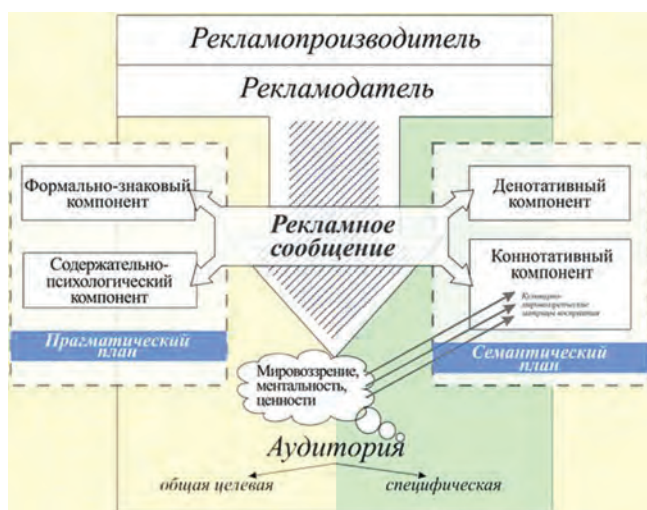 Рекламопроизводитель
Рекламодатель
Формально-знаковый
компонент
Содержательно-
психологический
компонент
Прагматический
план
Рекламное
сообщение
Денотативный
компонент
Коннотативный
компонент
восприятия
Семантический
план
Мировоззрение,
ментальность,
ценности
Аудитория
общая целевая
специфическая